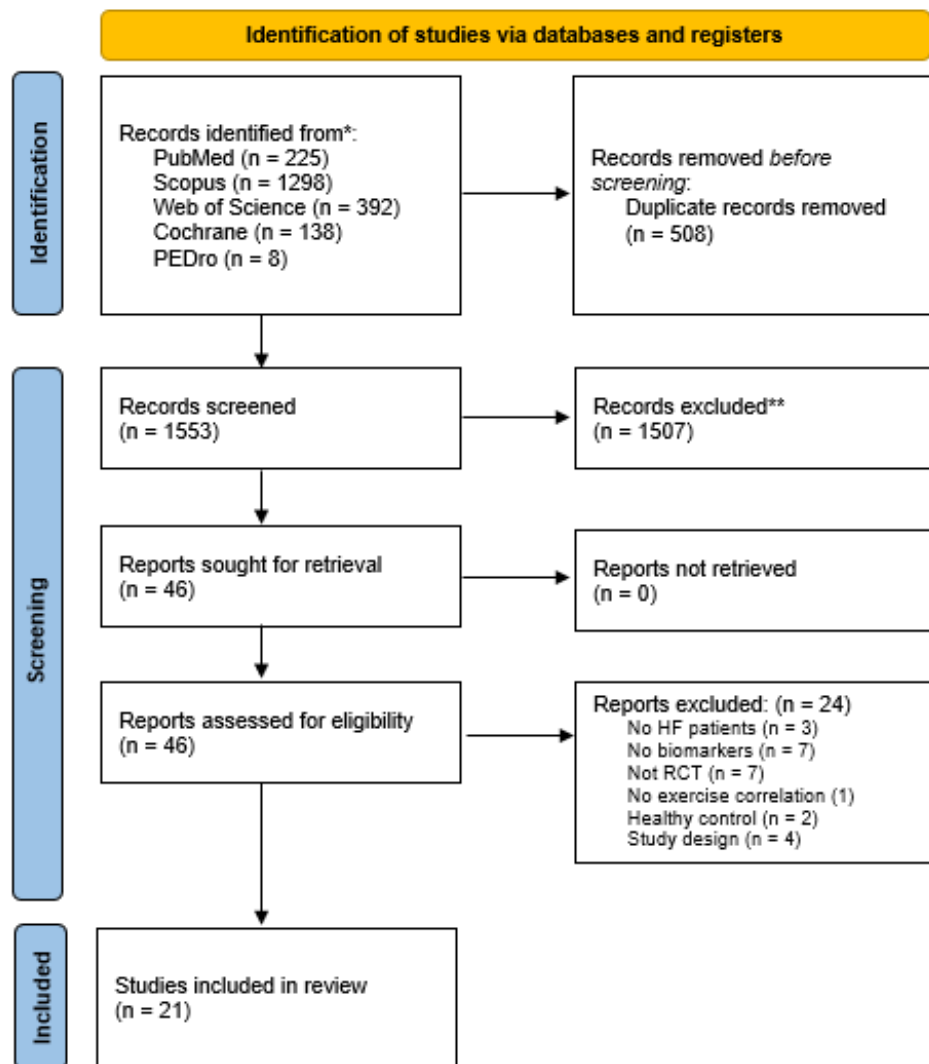 Identification of studies via databases and registers
Identification
Records identified from*:
PubMed (n = 225)
Scopus (n = 1298)
Web of Science (n = 392)
Cochrane (n = 138)
PEDro (n = 8)
Records removed before
screening:
Duplicate records removed
(n = 508)
Screening
Records screened
(n = 1553)
Records excluded**
(n = 1507)
Reports sought for retrieval
(n = 46)
Reports not retrieved
(n = 0)
Reports assessed for eligibility
(n = 46)
Reports excluded: (n = 24)
No HF patients (n = 3)
No biomarkers (n = 7)
Not RCT (n = 7)
No exercise correlation (1)
Healthy control (n = 2)
Study design (n = 4)
Included
Studies included in review
(n = 21)